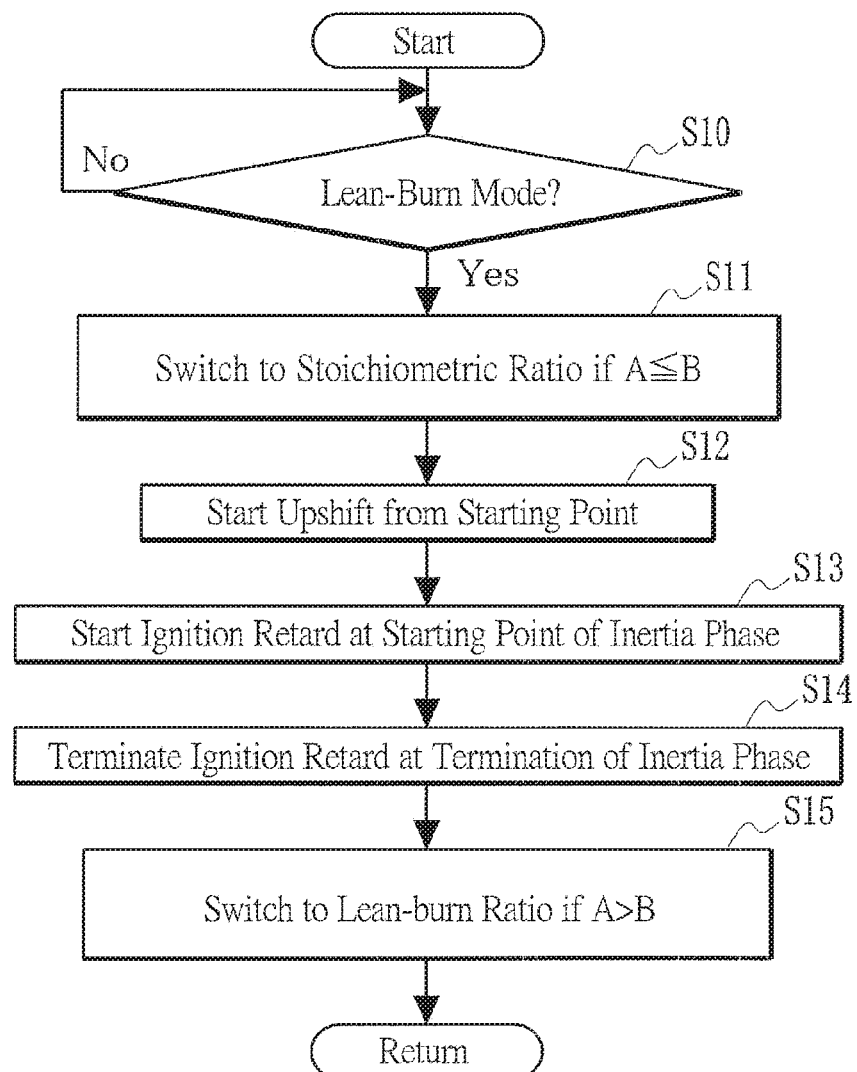 Start
S10
No
Lean-Burn Mode?
Yes
S11
Switch to Stoichiometric Ratio if A≦B
S12
Start Upshift from Starting Point
S13
Start Ignition Retard at Starting Point of Inertia Phase
S14
Terminate Ignition Retard at Termination of Inertia Phase
S15
Switch to Lean-burn Ratio if A>B
Return